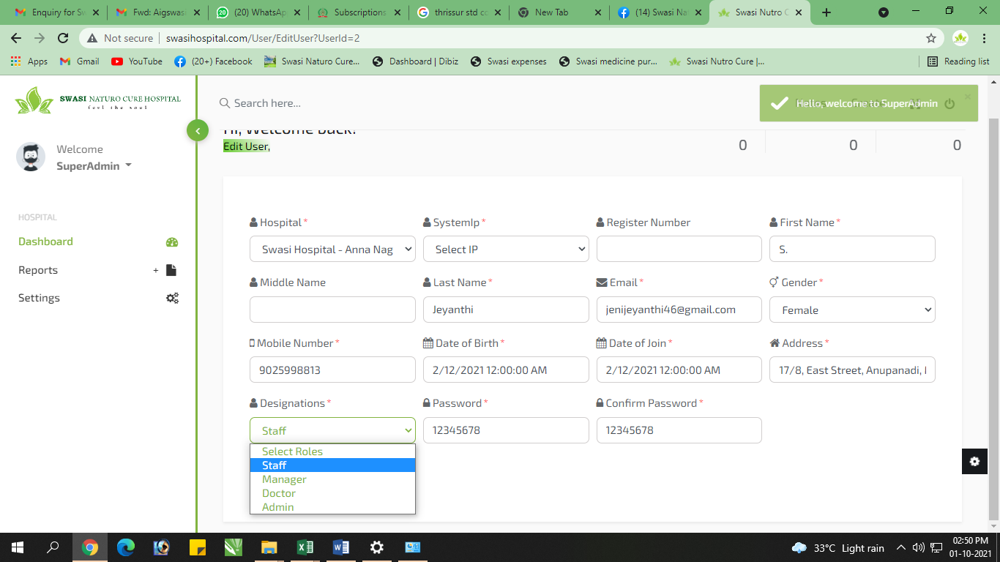 Enquiry for Sw
Fwd: Aigswasi
(20) WhatsAp
Subscriptions
thrissur std co
New Tab
(14) Swasi Nat
Swasi Nutro C
Not secure
swasihospital.com/User/EditUser?UserId=2
Apps
Gmail
YouTube
(20+) Facebook
Swasi Naturo Cure...
Dashboard | Dibiz
Swasi expenses
Swasi medicine pur...
Swasi Nutro Cure |...
Reading list
SWASI NATURO CURE HOSPITAL
feel the soul
Search here...
Hello, welcome to SuperAdmin
Welcome
SuperAdmin
Hi, Welcome back!
Edit User,
0
0
0
HOSPITAL
Dashboard
Reports +
Settings
Hospital *
SystemIp *
Register Number
First Name *
Swasi Hospital - Anna Nag
Select IP
S.
Middle Name
Last Name *
Email *
Gender *
Jeyanthi
jenijeyanthi46@gmail.com
Female
Mobile Number *
Date of Birth *
Date of Join *
Address *
9025998813
2/12/2021 12:00:00 AM
2/12/2021 12:00:00 AM
17/8, East Street, Anupanadi,
Designations *
Password *
Confirm Password *
Staff
12345678
12345678
Select Roles
Staff
Manager
Doctor
Admin
33°C Light rain
02:50 PM
01-10-2021